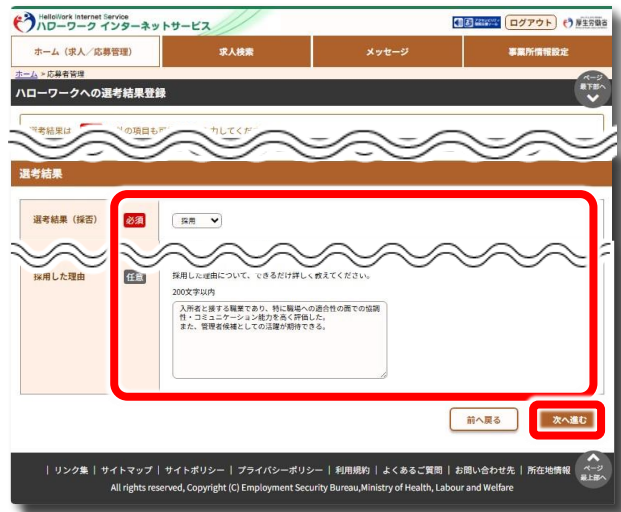 HelloWork Internet Service
ハローワーク インターネットサービス
ログアウト
厚生労働省
ホーム（求人／応募管理）
求人検索
メッセージ
事業所情報設定
ホーム > 応募者管理
ページ
最下部へ
ハローワークへの選考結果登録
選考結果は
の項目も
力してくだ
選考結果
選考結果（採否）
必須
採用
採用した理由
任意
採用した理由について、できるだけ詳しく教えてください。
200文字以内
入所者と接する職業であり、特に職場への適合性の面での協調
性・コミュニケーション能力を高く評価した。
また、管理者候補としての活躍が期待できる。
前へ戻る
次へ進む
| リンク集 | サイトマップ | サイトポリシー | プライバシーポリシー | 利用規約 | よくあるご質問 | お問い合わせ先 | 所在地情報
ページ
最上部へ
All rights reserved, Copyright (C) Employment Security Bureau,Ministry of Health, Labour and Welfare